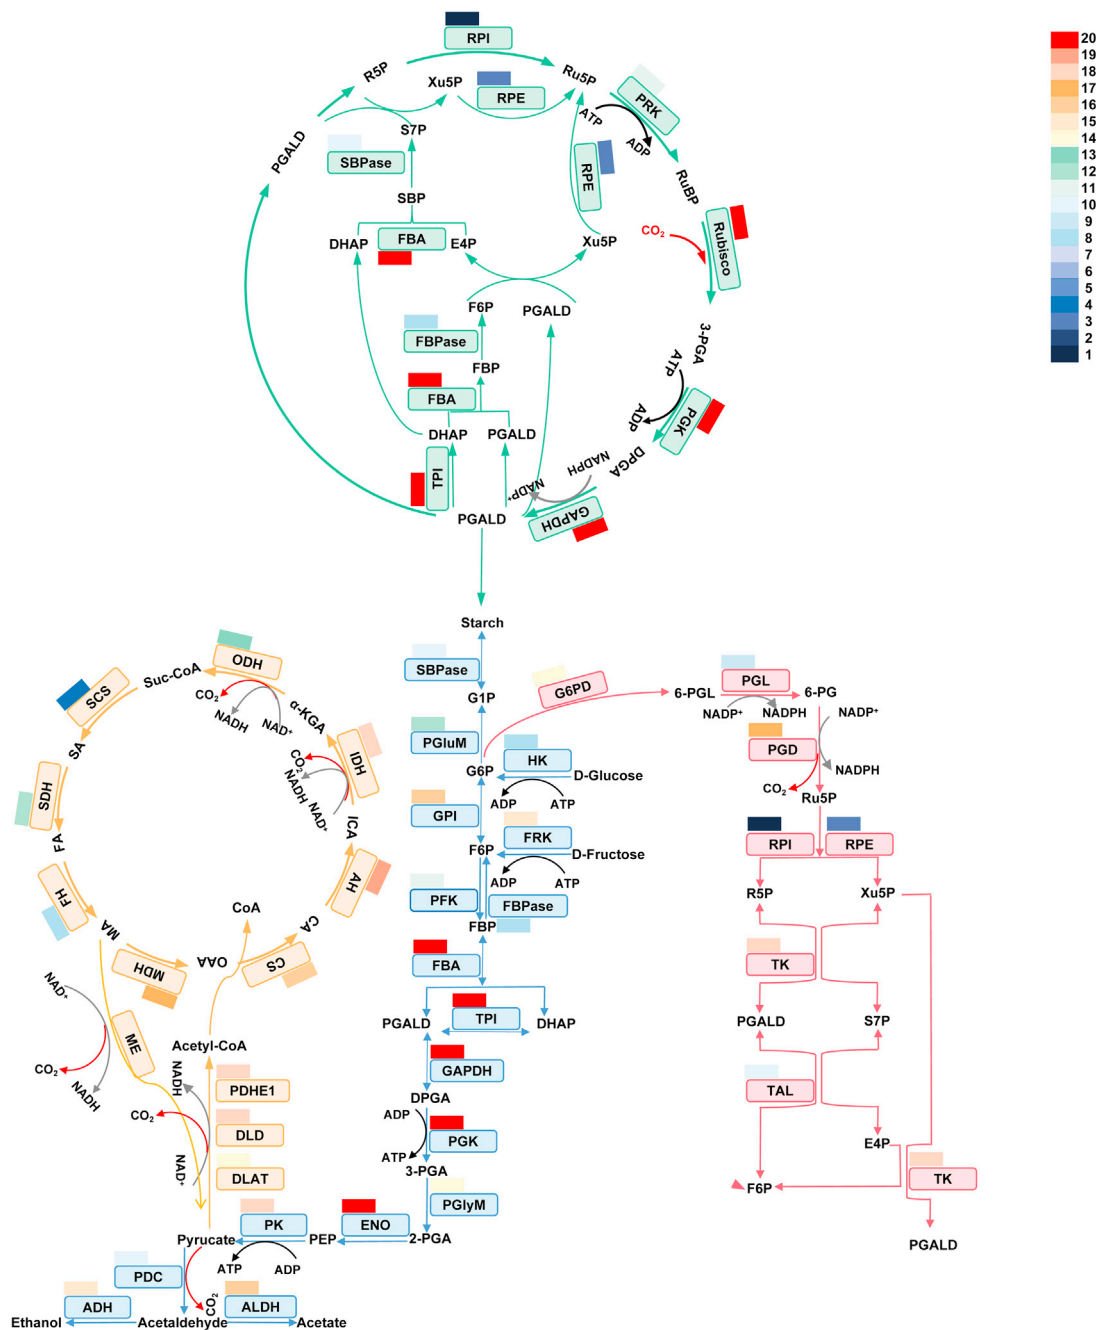 RPI
R5P
Xu5P
RPE
Ru5P
PRK
ATP
ADP
RuBP
PGALD
S7P
SBPase
RPE
SBP
DHAP
FBA
E4P
Xu5P
CO2
Rubisco
F6P
PGALD
FBPase
3-PGA
FBP
ATP
ADP
PGK
FBA
DHAP
PGALD
DPGA
TPI
NADPH
NADP+
GAPDH
PGALD
20
19
18
17
16
15
14
13
12
11
10
9
8
7
6
5
4
3
2
1
Starch
SBPase
G1P
PGluM
G6P
HK
D-Glucose
ADP
ATP
GPI
FRK
F6P
D-Fructose
ADP
ATP
PFK
FBPase
FBP
FBA
PGALD
TPI
DHAP
GAPDH
DPGA
ADP
PGK
ATP
3-PGA
PGlyM
2-PGA
ENO
PEP
PK
Pyrucate
ATP
ADP
PDC
CO2
ADH
ALDH
Ethanol
Acetaldehyde
Acetate
ODH
Suc-CoA
SCS
CO2
NADH
NAD+
α-KGA
SA
CO2
NADH
NAD+
IDH
SDH
ICA
FA
AH
FH
CoA
CA
MA
OAA
CS
MDH
NAD+
ME
Acetyl-CoA
CO2
NADH
NADH
PDHE1
CO2
DLD
NAD+
DLAT
G6PD
6-PGL
PGL
6-PG
NADP+
NADPH
NADP+
PGD
NADPH
CO2
Ru5P
RPI
RPE
R5P
Xu5P
TK
PGALD
S7P
TAL
E4P
F6P
TK
PGALD